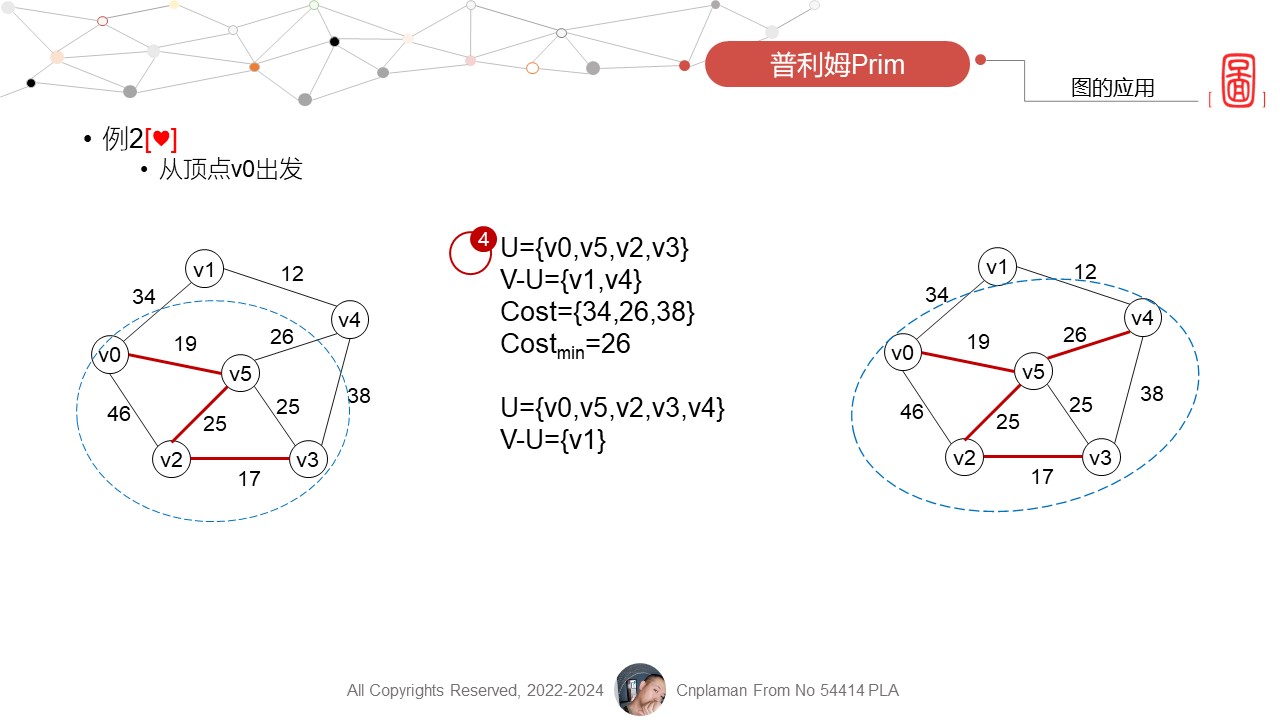 普利姆Prim
图的应用
[圖]
• 例2[♥]
• 从顶点v0出发
v1
12
34
v4
26
19
v0
v5
38
46
25
25
v2
v3
17
4
U={v0,v5,v2,v3}
V-U={v1,v4}
Cost={34,26,38}
Costmin=26
U={v0,v5,v2,v3,v4}
V-U={v1}
v1
12
34
v4
26
19
v0
v5
38
46
25
25
v2
v3
17
All Copyrights Reserved, 2022-2024
Cnplaman From No 54414 PLA